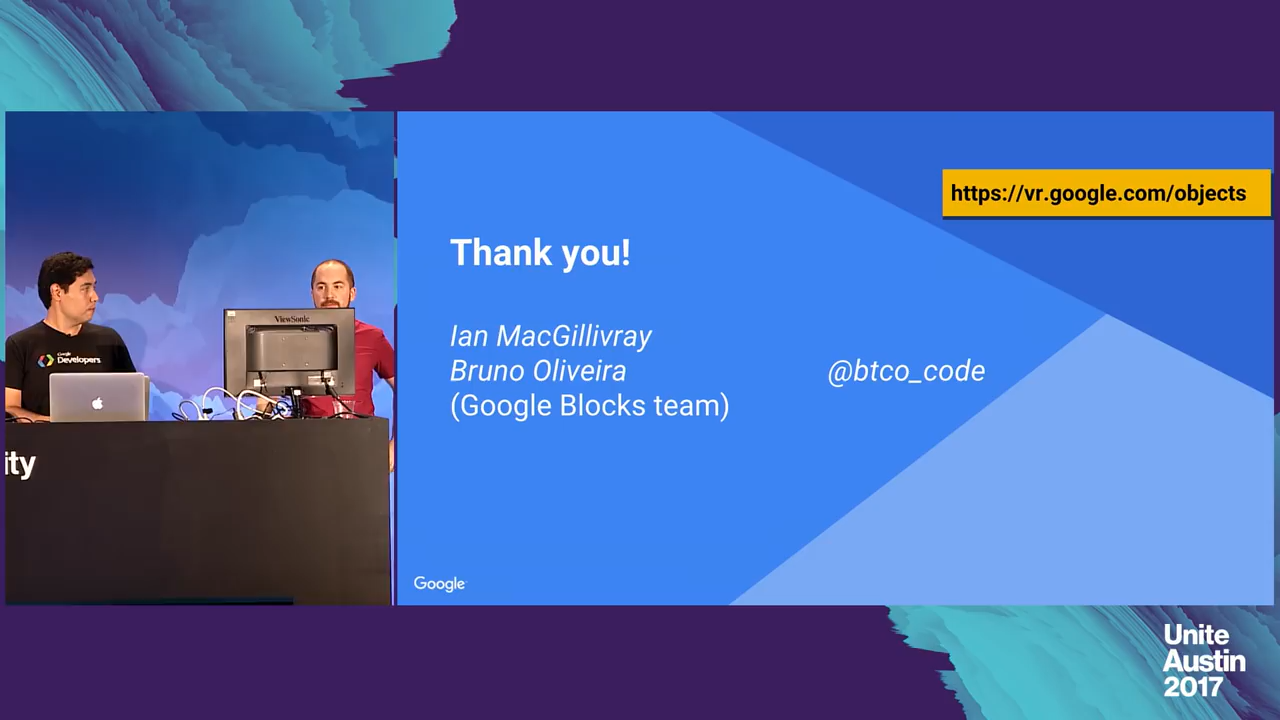 https://vr.google.com/objects
Thank you!
Ian MacGillivray
Bruno Oliveira @btco_code
(Google Blocks team)
Google
ViewSonic
Google
Developers
ity
Unite
Austin
2017